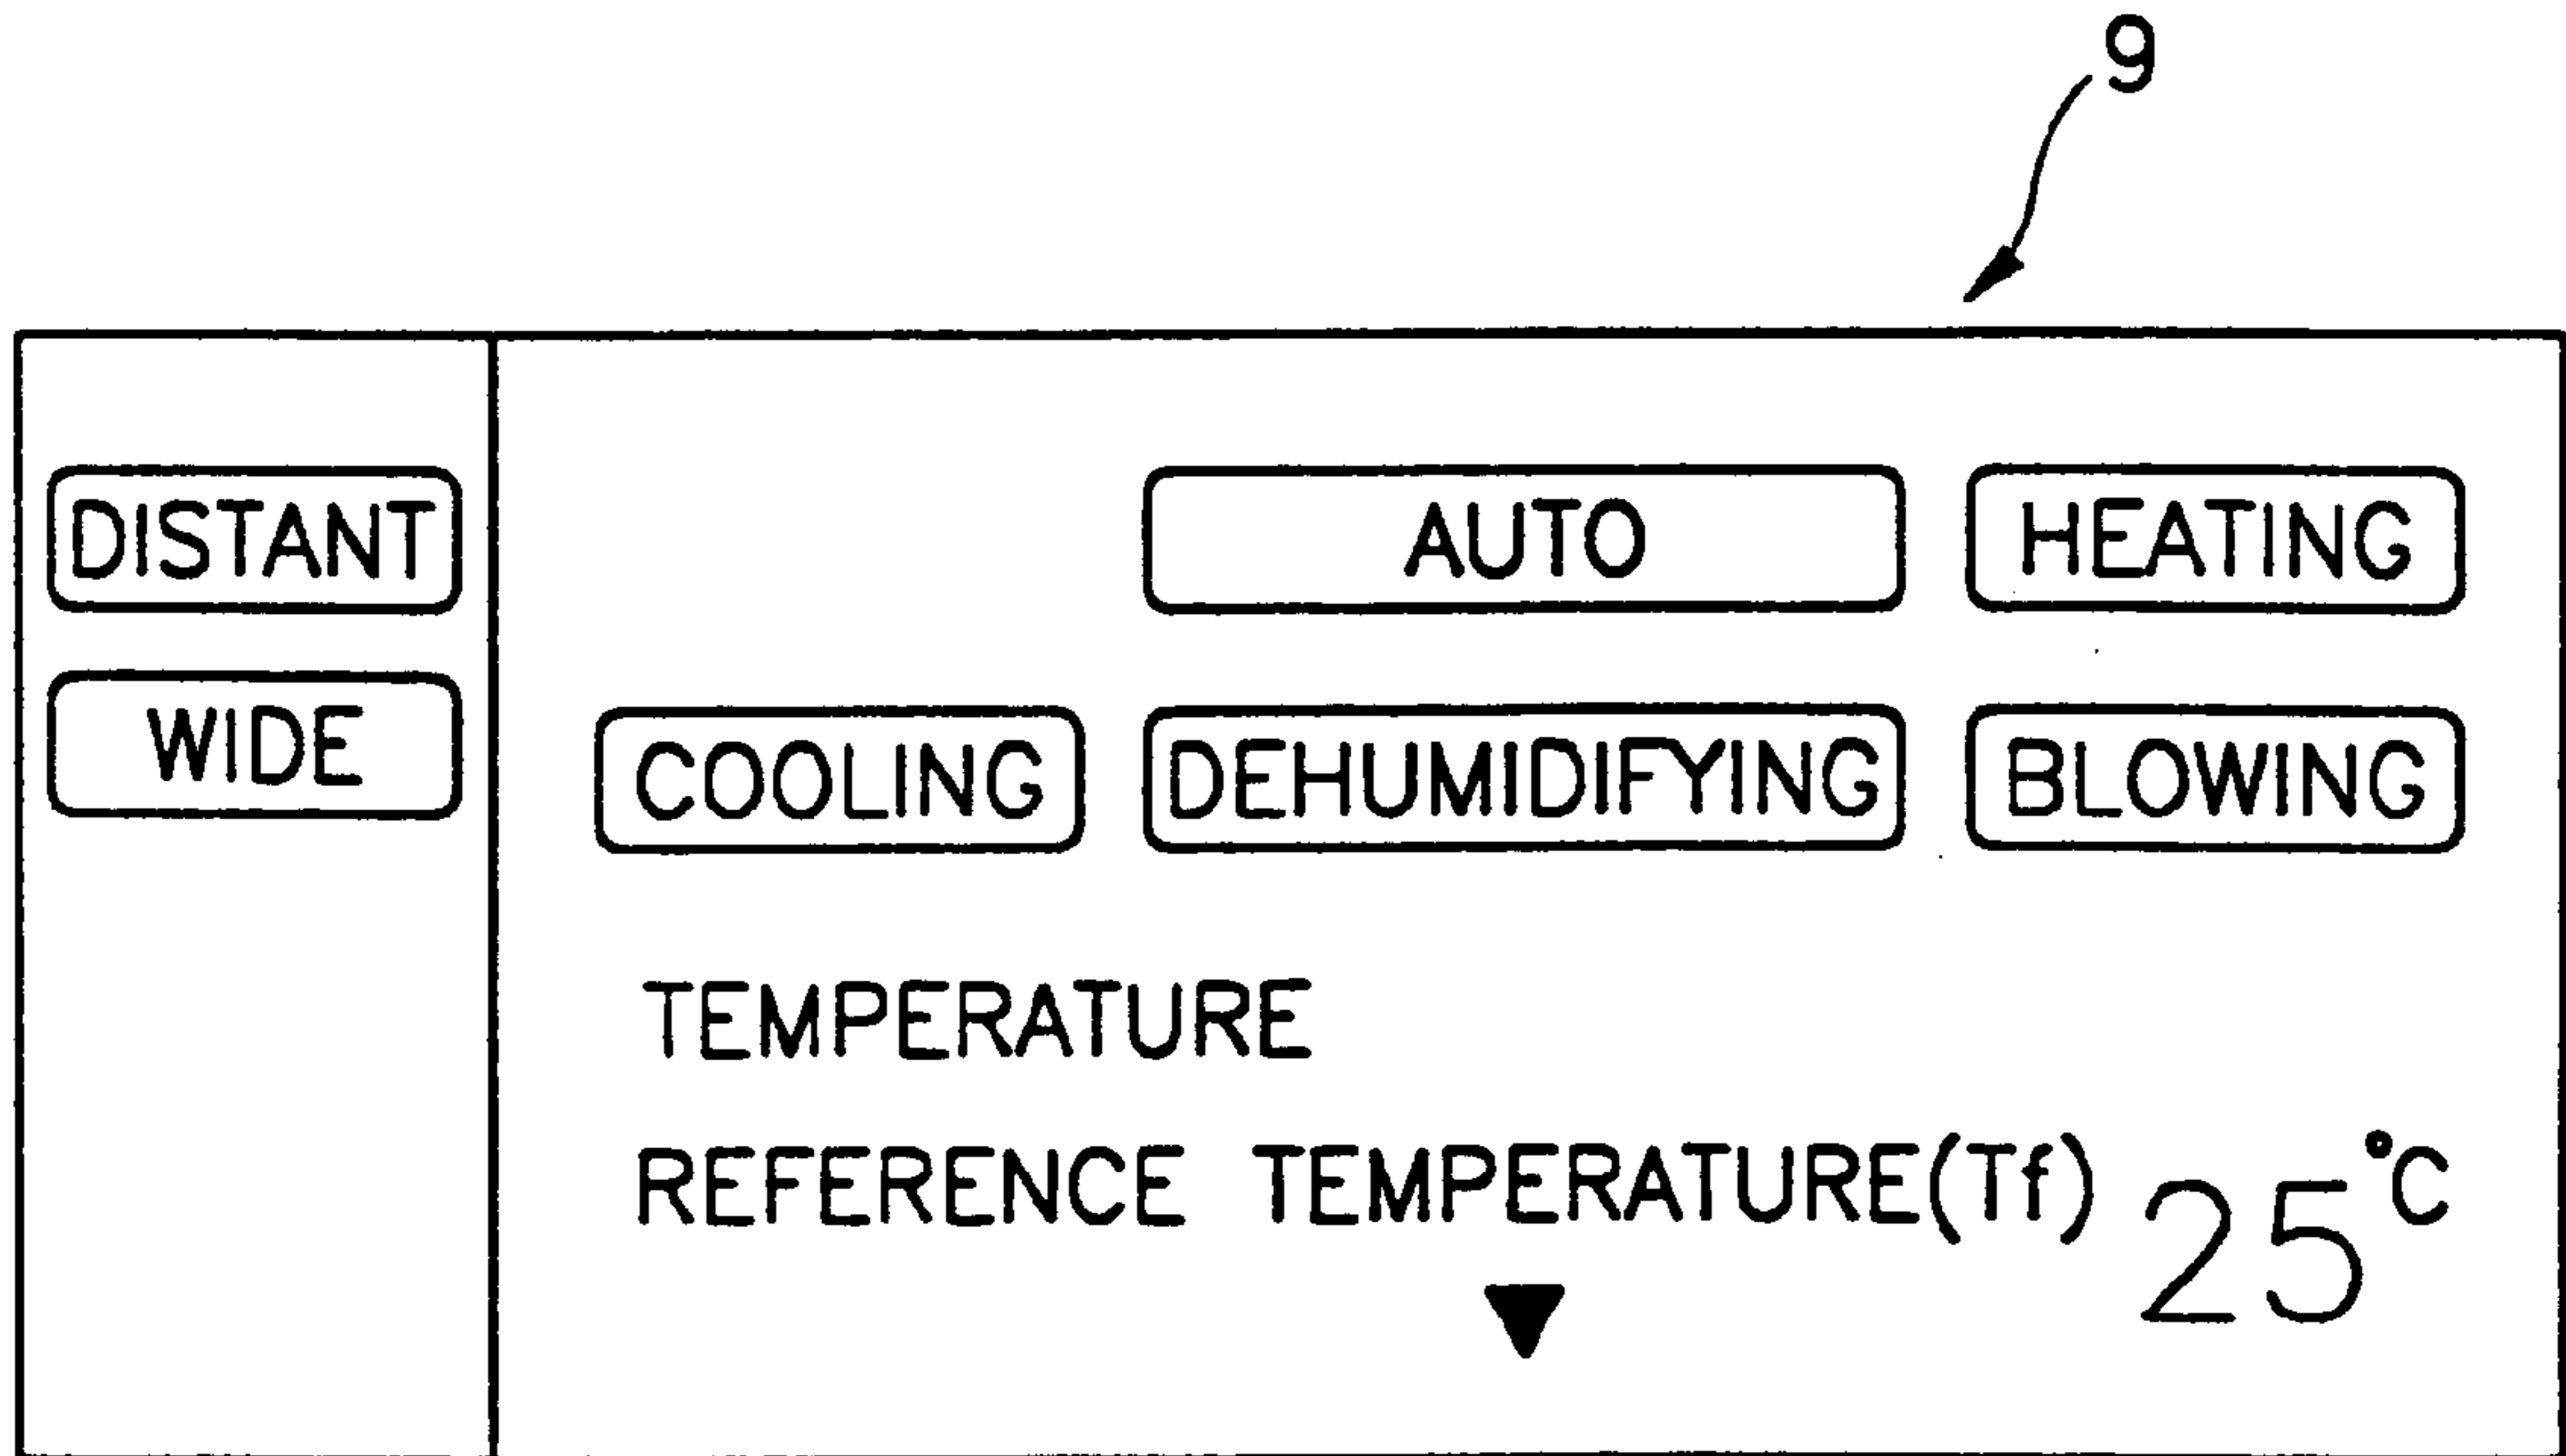 9
DISTANT
WIDE
AUTO HEATING
COOLING DEHUMIDIFYING BLOWING
TEMPERATURE
REFERENCE TEMPERATURE(Tf) 25°C